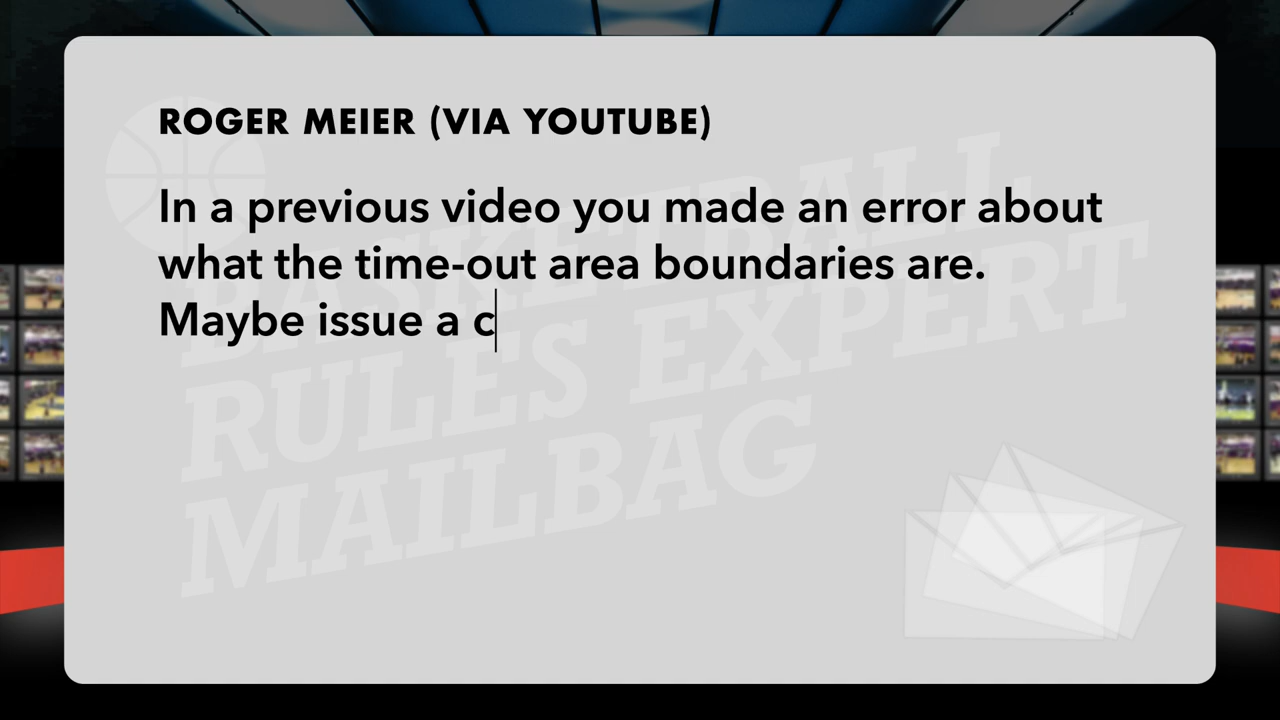 ROGER MEIER (VIA YOUTUBE)
In a previous video you made an error about
what the time-out area boundaries are.
Maybe issue a c
BASKETBALL
RULES EXPERT
MAILBAG